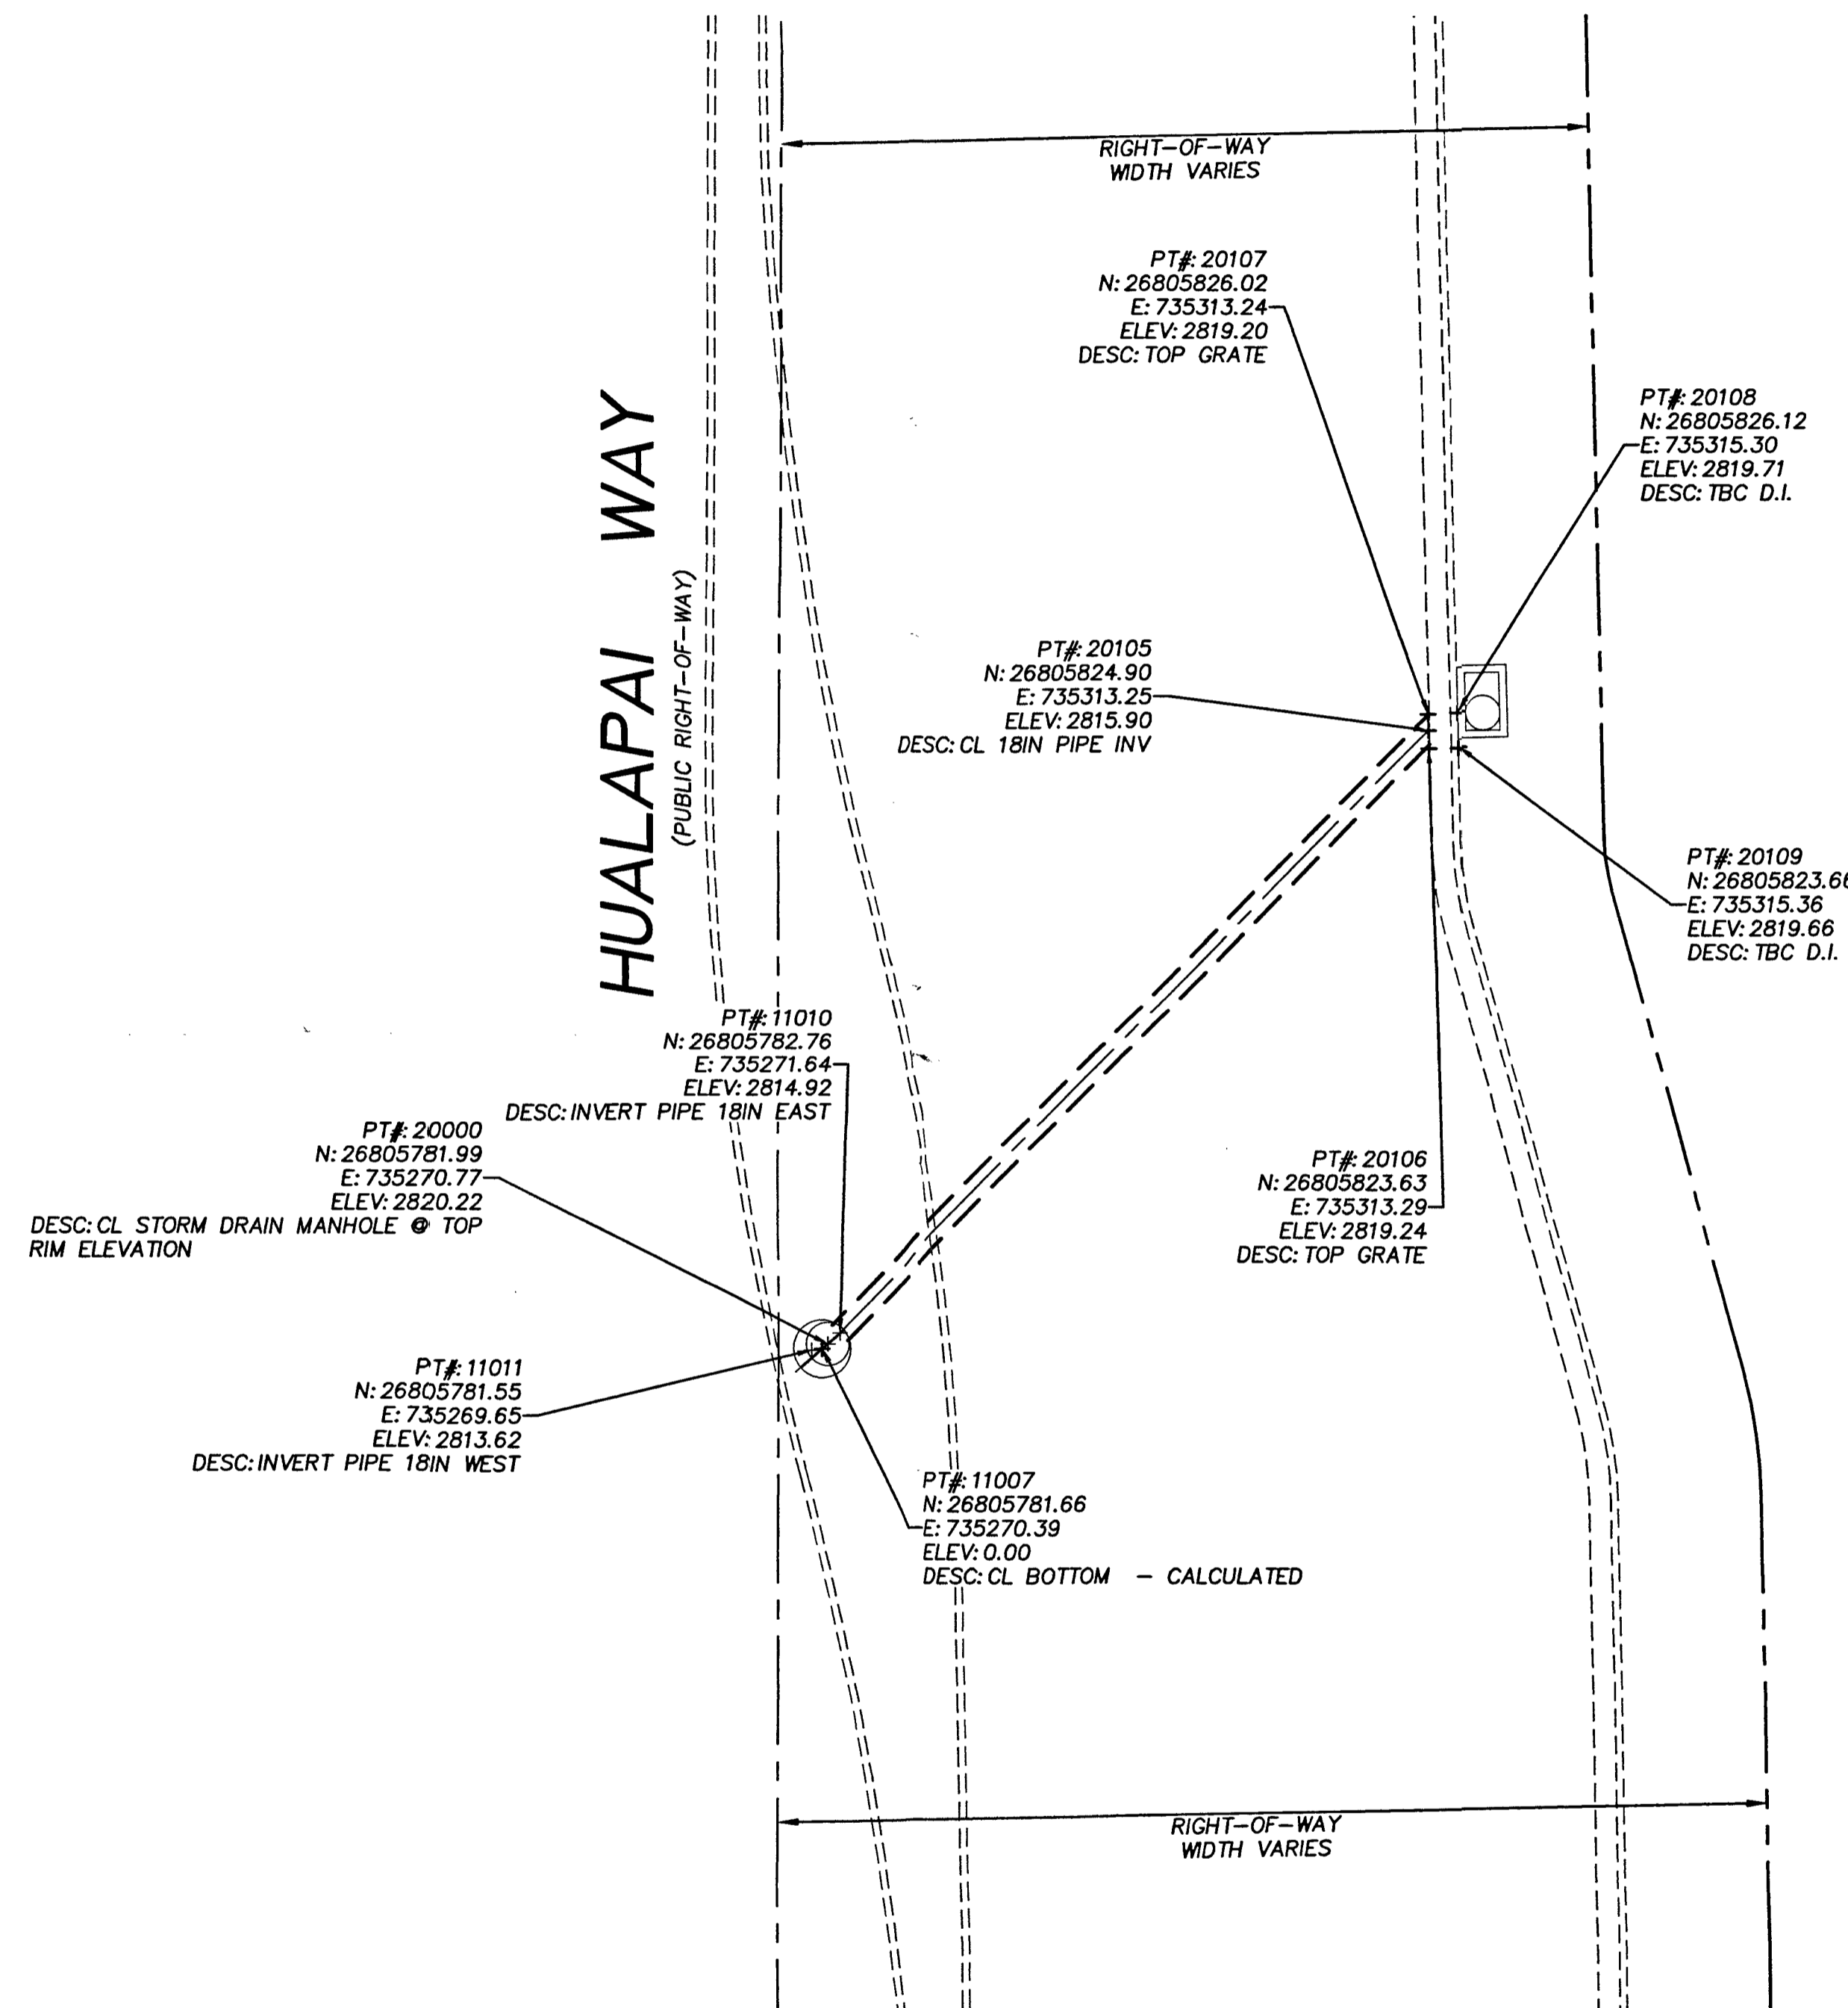 RIGHT-OF-WAY
WIDTH VARIES
PT#: 20107
N: 26805826.02
E: 735313.24
ELEV: 2819.20
DESC: TOP GRATE
PT#: 20108
N: 26805826.12
E: 735315.30
ELEV: 2819.71
DESC: TBC D.I.
HUALAPAI WAY
(PUBLIC RIGHT-OF-WAY)
PT#: 20105
N: 26805824.90
E: 735313.25
ELEV: 2815.90
DESC: CL 18IN PIPE INV
PT#: 20109
N: 26805823.66
E: 735315.36
ELEV: 2819.66
DESC: TBC D.I.
PT#: 11010
N: 26805782.76
E: 735271.64
ELEV: 2814.92
DESC: INVERT PIPE 18IN EAST
PT#: 20000
N: 26805781.99
E: 735270.77
ELEV: 2820.22
DESC: CL STORM DRAIN MANHOLE @ TOP
RIM ELEVATION
PT#: 20106
N: 26805823.63
E: 735313.29
ELEV: 2819.24
DESC: TOP GRATE
PT#: 11011
N: 26805781.55
E: 735269.65
ELEV: 2813.62
DESC: INVERT PIPE 18IN WEST
PT#: 11007
N: 26805781.66
E: 735270.39
ELEV: 0.00
DESC: CL BOTTOM - CALCULATED
RIGHT-OF-WAY
WIDTH VARIES